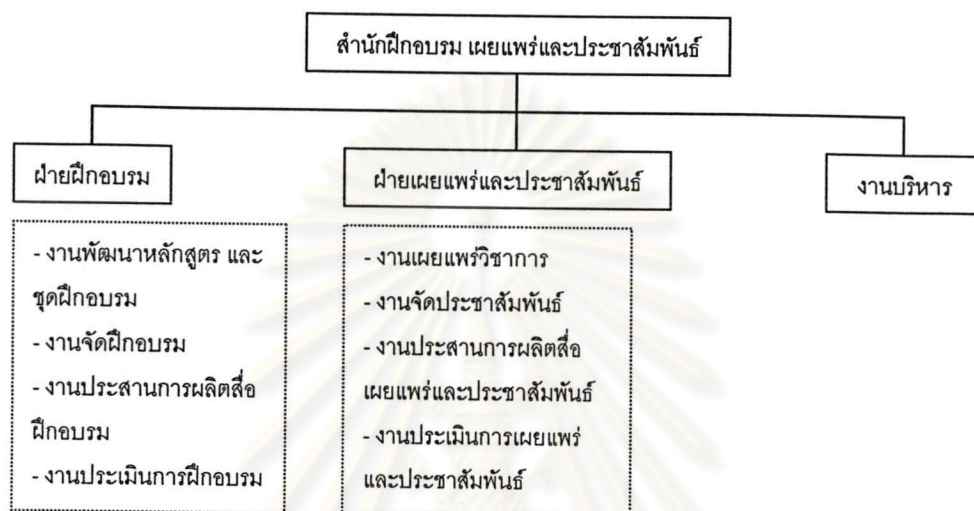 สำนักฝึกอบรม เผยแพร่และประชาสัมพันธ์
ฝ่ายฝึกอบรม
ฝ่ายเผยแพร่และประชาสัมพันธ์
งานบริหาร
- งานพัฒนาหลักสูตร และ
ชุดฝึกอบรม
- งานจัดฝึกอบรม
- งานประสานการผลิตสื่อ
ฝึกอบรม
- งานประเมินการฝึกอบรม
- งานเผยแพร่วิชาการ
- งานจัดประชาสัมพันธ์
- งานประสานการผลิตสื่อ
เผยแพร่และประชาสัมพันธ์
- งานประเมินการเผยแพร่
และประชาสัมพันธ์